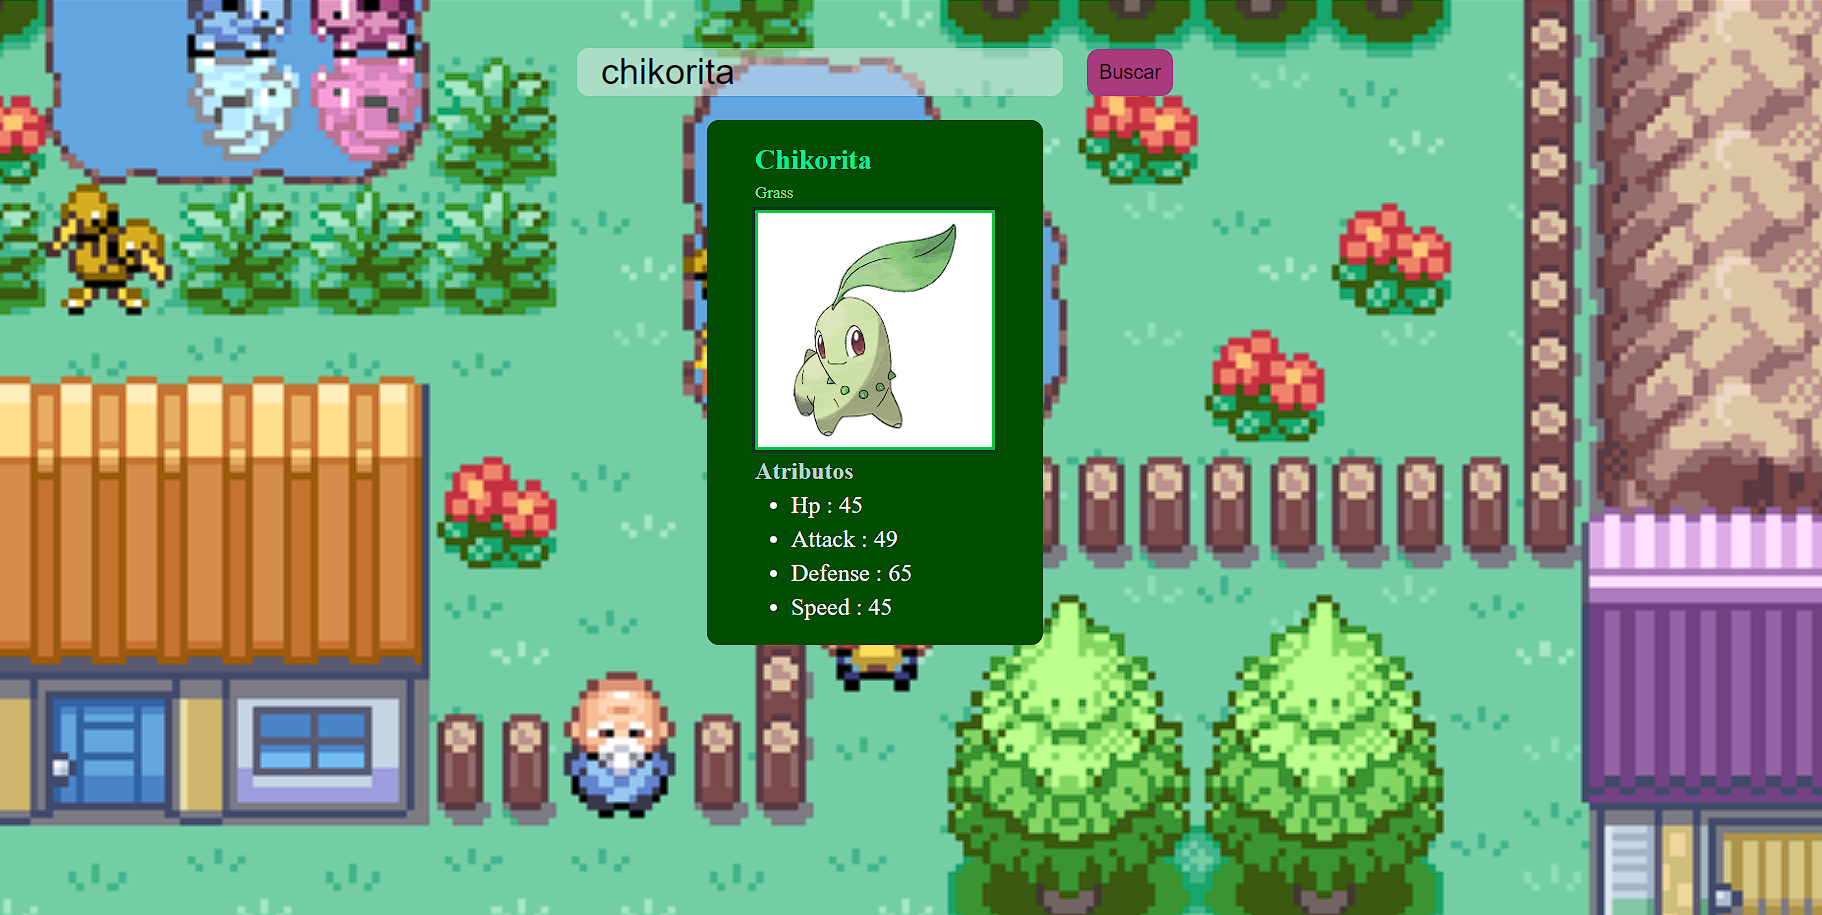 chikorita
Buscar
Chikorita
Grass
Atributos
Hp : 45
Attack : 49
Defense : 65
Speed : 45